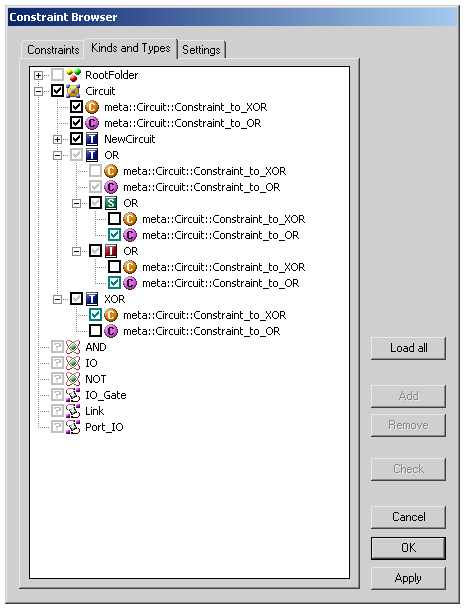 Constraint Browser
Constraints Kinds and Types Settings
RootFolder
Circuit
C meta::Circuit::Constraint_to_XOR
C meta::Circuit::Constraint_to_OR
T NewCircuit
T OR
C meta::Circuit::Constraint_to_XOR
C meta::Circuit::Constraint_to_OR
S OR
C meta::Circuit::Constraint_to_XOR
C meta::Circuit::Constraint_to_OR
I OR
C meta::Circuit::Constraint_to_XOR
C meta::Circuit::Constraint_to_OR
T XOR
C meta::Circuit::Constraint_to_XOR
C meta::Circuit::Constraint_to_OR
? AND
? IO
? NOT
? IO_Gate
? Link
? Port_IO
Load all
Add
Remove
Check
Cancel
OK
Apply